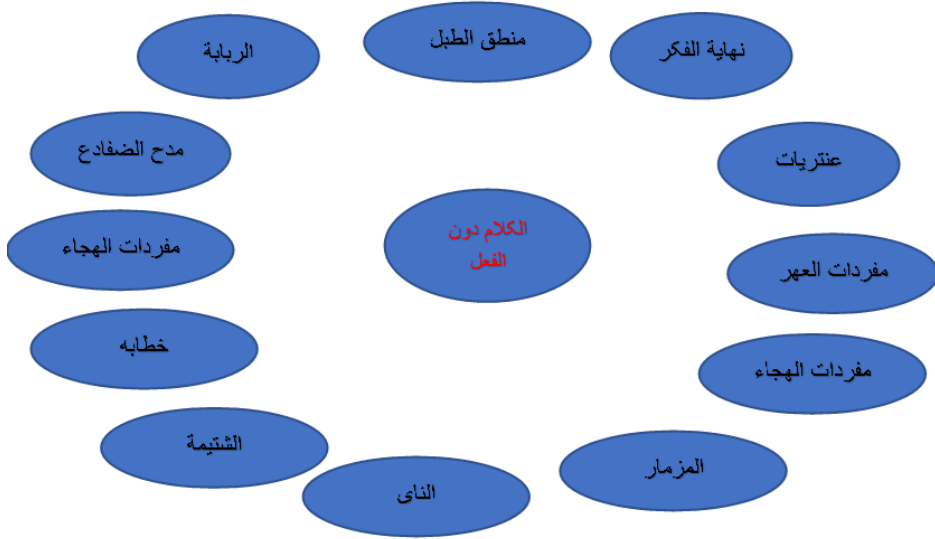 نهاية الفكر
منطق الطبل
الربابة
عنتريات
مدح الضفادع
الكلام دون
الفعل
مفردات العهر
مفردات الهجاء
مفردات الهجاء
خطابه
الشتيمة
المزمار
الناى